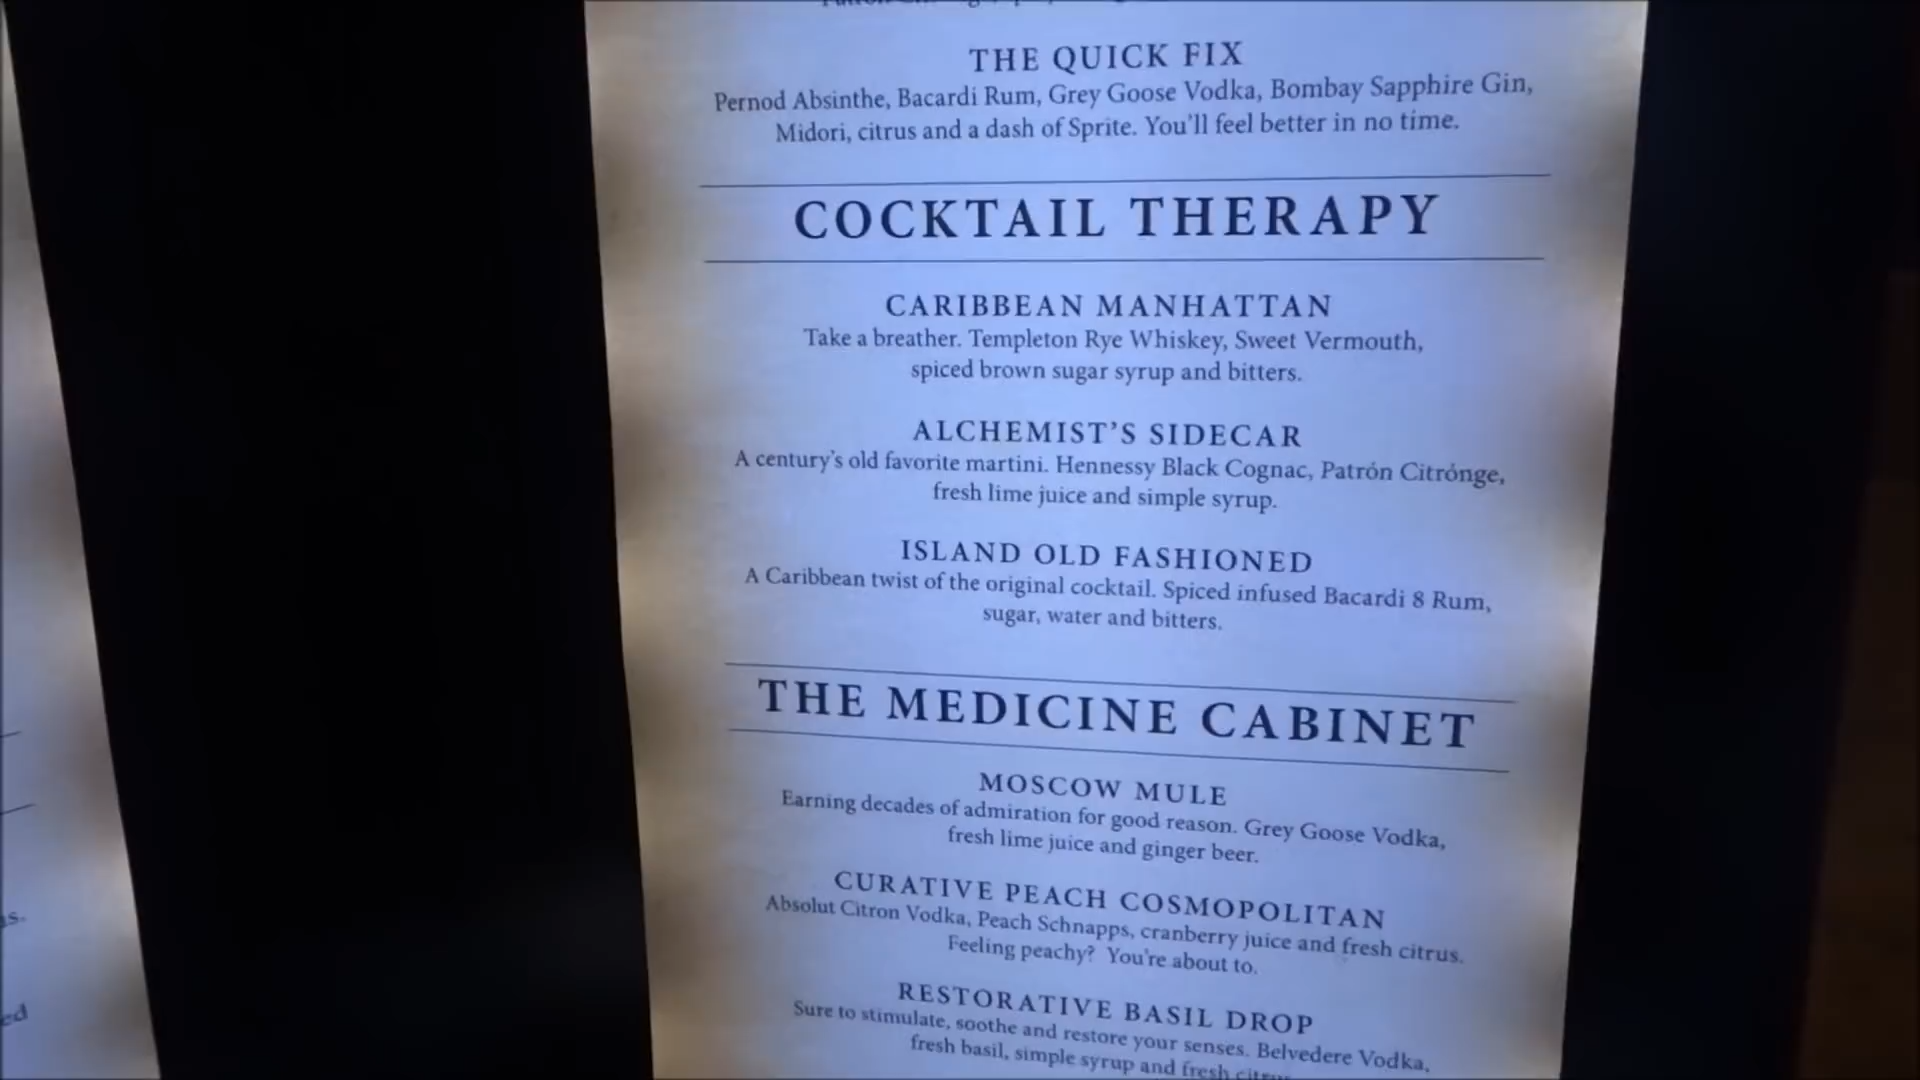 THE QUICK FIX
Pernod Absinthe, Bacardi Rum, Grey Goose Vodka, Bombay Sapphire Gin,
Midori, citrus and a dash of Sprite. You'll feel better in no time.
COCKTAIL THERAPY
CARIBBEAN MANHATTAN
Take a breather. Templeton Rye Whiskey, Sweet Vermouth,
spiced brown sugar syrup and bitters.
ALCHEMIST'S SIDECAR
A century's old favorite martini. Hennessy Black Cognac, Patrón Citrónge,
fresh lime juice and simple syrup.
ISLAND OLD FASHIONED
A Caribbean twist of the original cocktail. Spiced infused Bacardi 8 Rum,
sugar, water and bitters.
THE MEDICINE CABINET
MOSCOW MULE
Earning decades of admiration for good reason. Grey Goose Vodka,
fresh lime juice and ginger beer.
CURATIVE PEACH COSMOPOLITAN
Absolut Citron Vodka, Peach Schnapps, cranberry juice and fresh citrus.
Feeling peachy? You're about to.
RESTORATIVE BASIL DROP
Sure to stimulate, soothe and restore your senses. Belvedere Vodka,
fresh basil, simple syrup and fresh